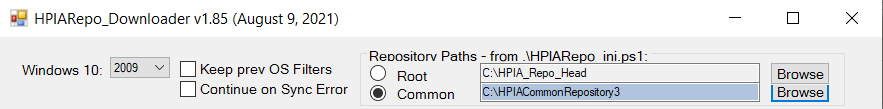 HPIARepo_Downloader v1.85 (August 9, 2021)
Repository Paths - from .\HPIARepo_ini.ps1:
Windows 10: 2009 Keep prev OS Filters Root C:\HPIA_Repo_Head Browse
Continue on Sync Error Common C:\HPIACommonRepository3 Browse